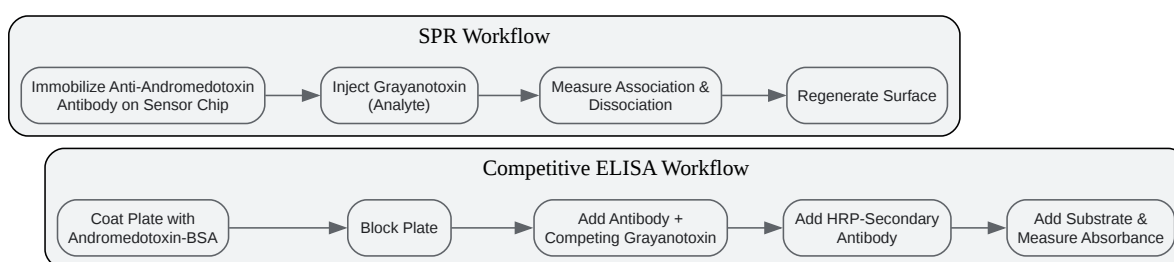 SPR Workflow
Immobilize Anti-Andromedotoxin
Antibody on Sensor Chip
Inject Grayanotoxin
(Analyte)
Measure Association &
Dissociation
Regenerate Surface
Competitive ELISA Workflow
Coat Plate with
Andromedotoxin-BSA
Block Plate
Add Antibody +
Competing Grayanotoxin
Add HRP-Secondary
Antibody
Add Substrate &
Measure Absorbance